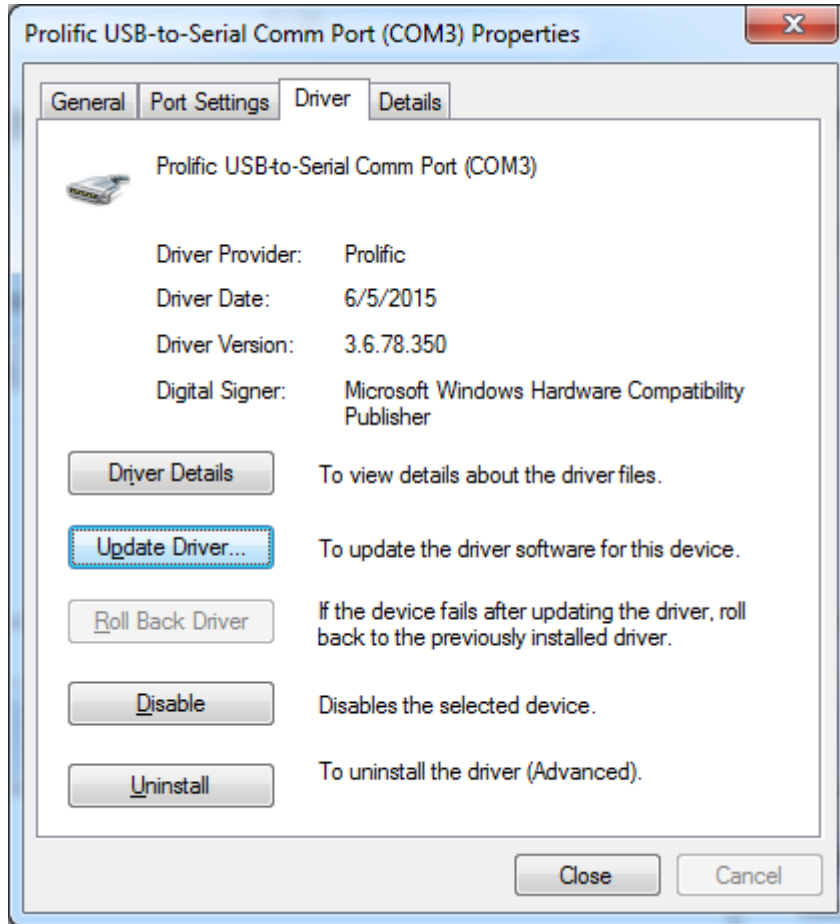 Prolific USB-to-Serial Comm Port (COM3) Properties
General Port Settings Driver Details
Prolific USB-to-Serial Comm Port (COM3)
Driver Provider: Prolific
Driver Date: 6/5/2015
Driver Version: 3.6.78.350
Digital Signer: Microsoft Windows Hardware Compatibility
Publisher
Driver Details To view details about the driver files.
Update Driver... To update the driver software for this device.
Roll Back Driver If the device fails after updating the driver, roll
back to the previously installed driver.
Disable Disables the selected device.
Uninstall To uninstall the driver (Advanced).
Close Cancel